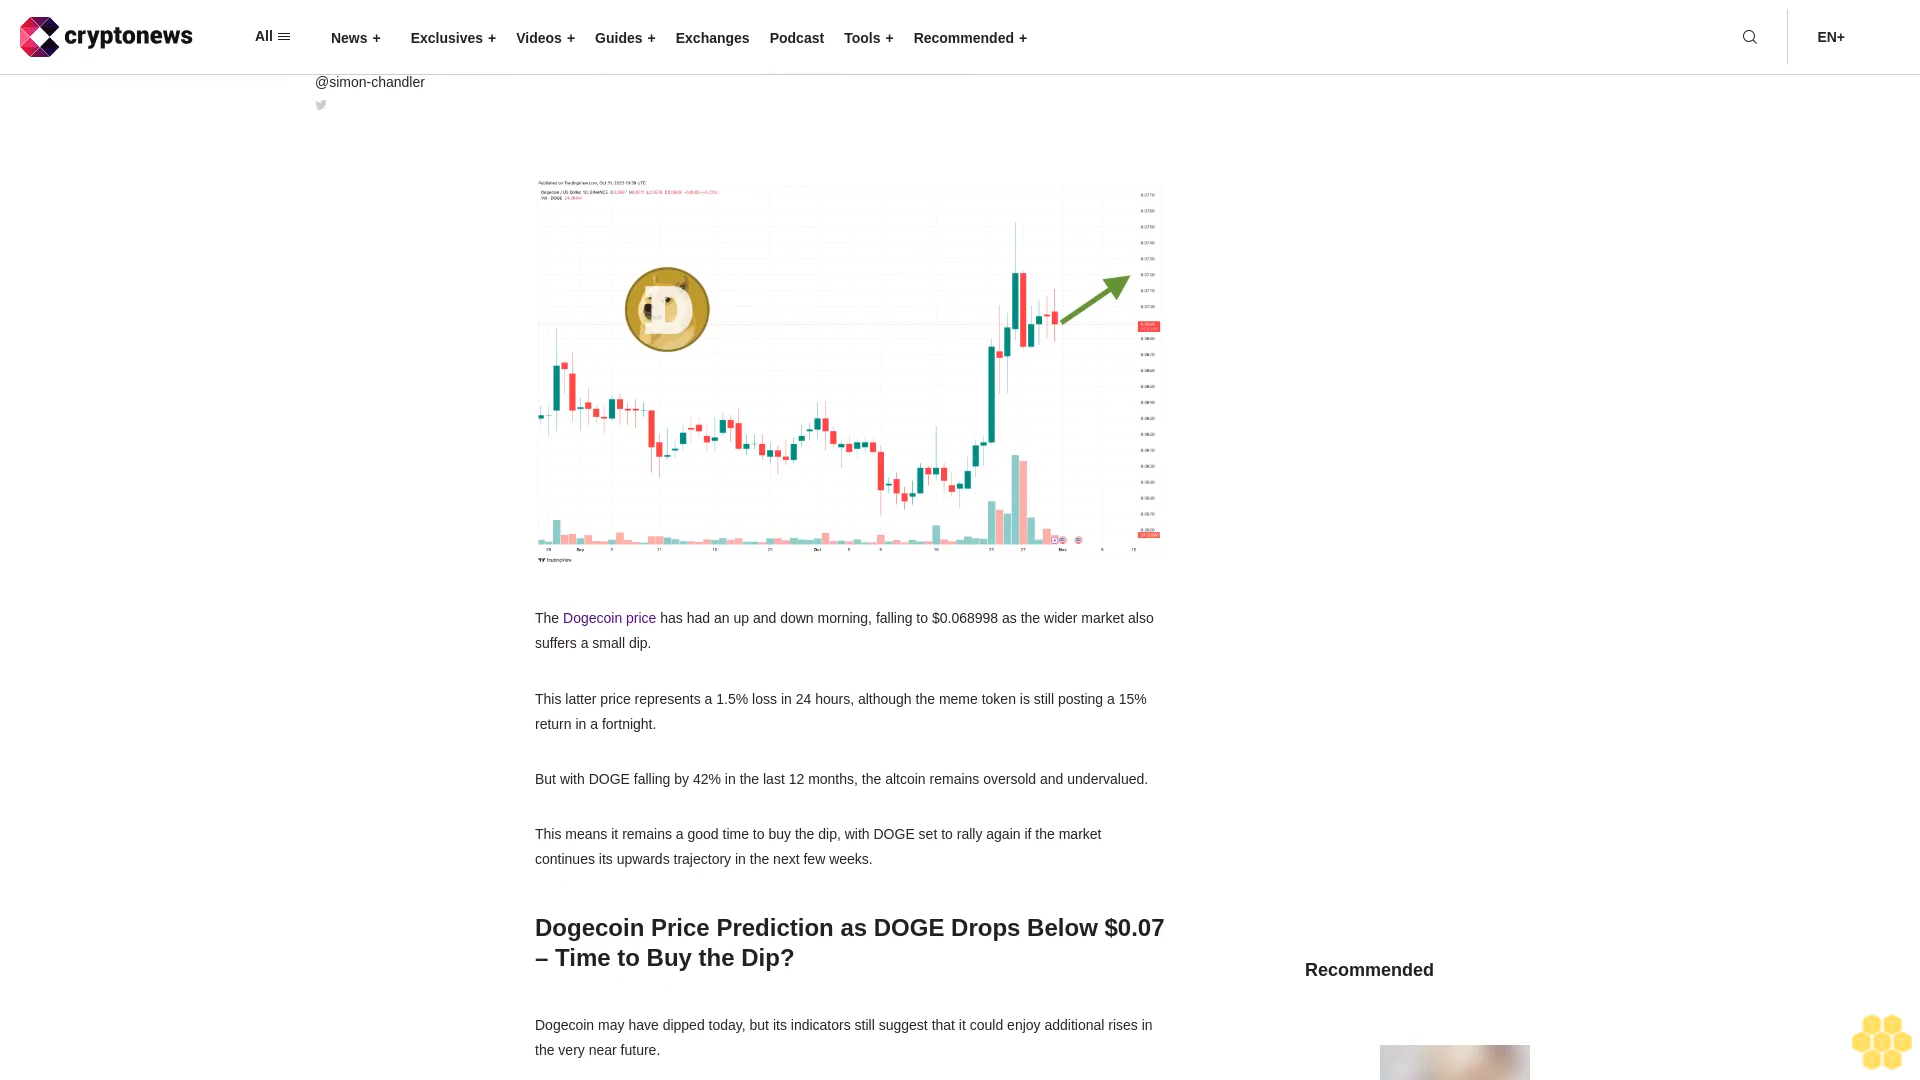 cryptonews
All
News +
Exclusives +
Videos +
Guides +
Exchanges
Podcast
Tools +
Recommended +
EN+
@simon-chandler
TradingView
The Dogecoin price has had an up and down morning, falling to $0.068998 as the wider market also
suffers a small dip.
This latter price represents a 1.5% loss in 24 hours, although the meme token is still posting a 15%
return in a fortnight.
But with DOGE falling by 42% in the last 12 months, the altcoin remains oversold and undervalued.
This means it remains a good time to buy the dip, with DOGE set to rally again if the market
continues its upwards trajectory in the next few weeks.
Dogecoin Price Prediction as DOGE Drops Below $0.07
– Time to Buy the Dip?
Dogecoin may have dipped today, but its indicators still suggest that it could enjoy additional rises in
the very near future.
Recommended